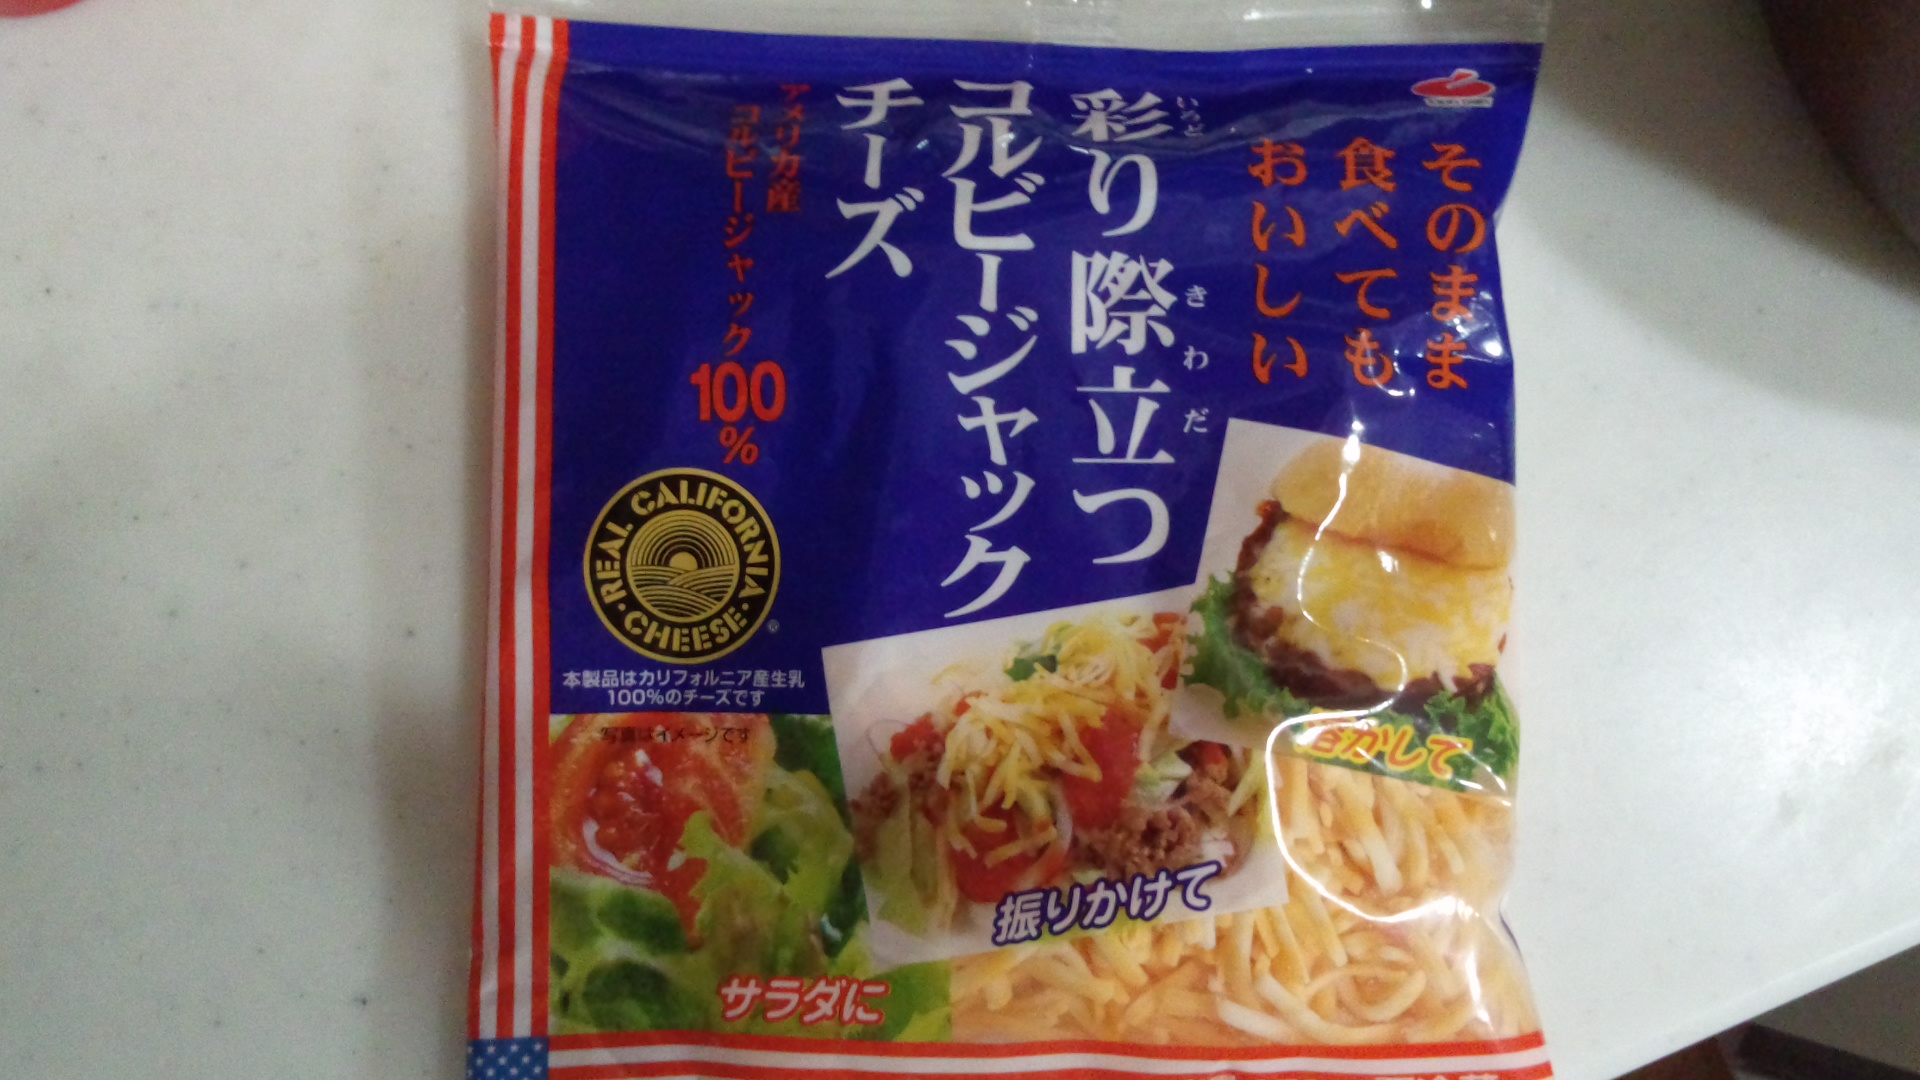 そのまま
食べても
おいしい
彩り際立つ
いろど
きわだ
コルビージャック
チーズ
アメリカ産
コルビージャック
100
%
REAL CALIFORNIA
CHEESE
®
本製品はカリフォルニア産生乳
100%のチーズです
写真はイメージです
溶かして
振りかけて
サラダに